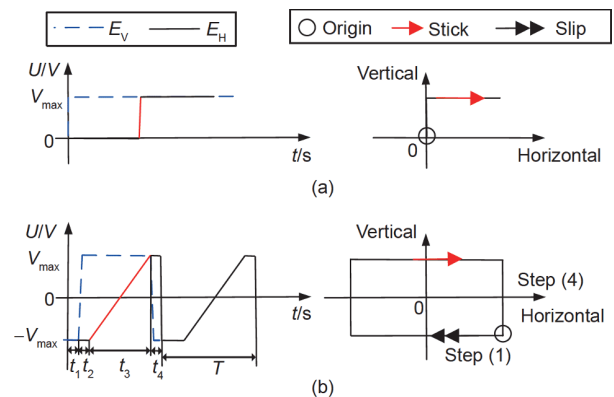 E_V E_H Origin Stick Slip
U/V Vertical
V_max
0 0
t/s Horizontal
(a)
U/V Vertical
V_max
0 t/s 0 Step (4)
Horizontal
−V_max
Step (1)
t_1 t_2 t_3 t_4 T
(b)